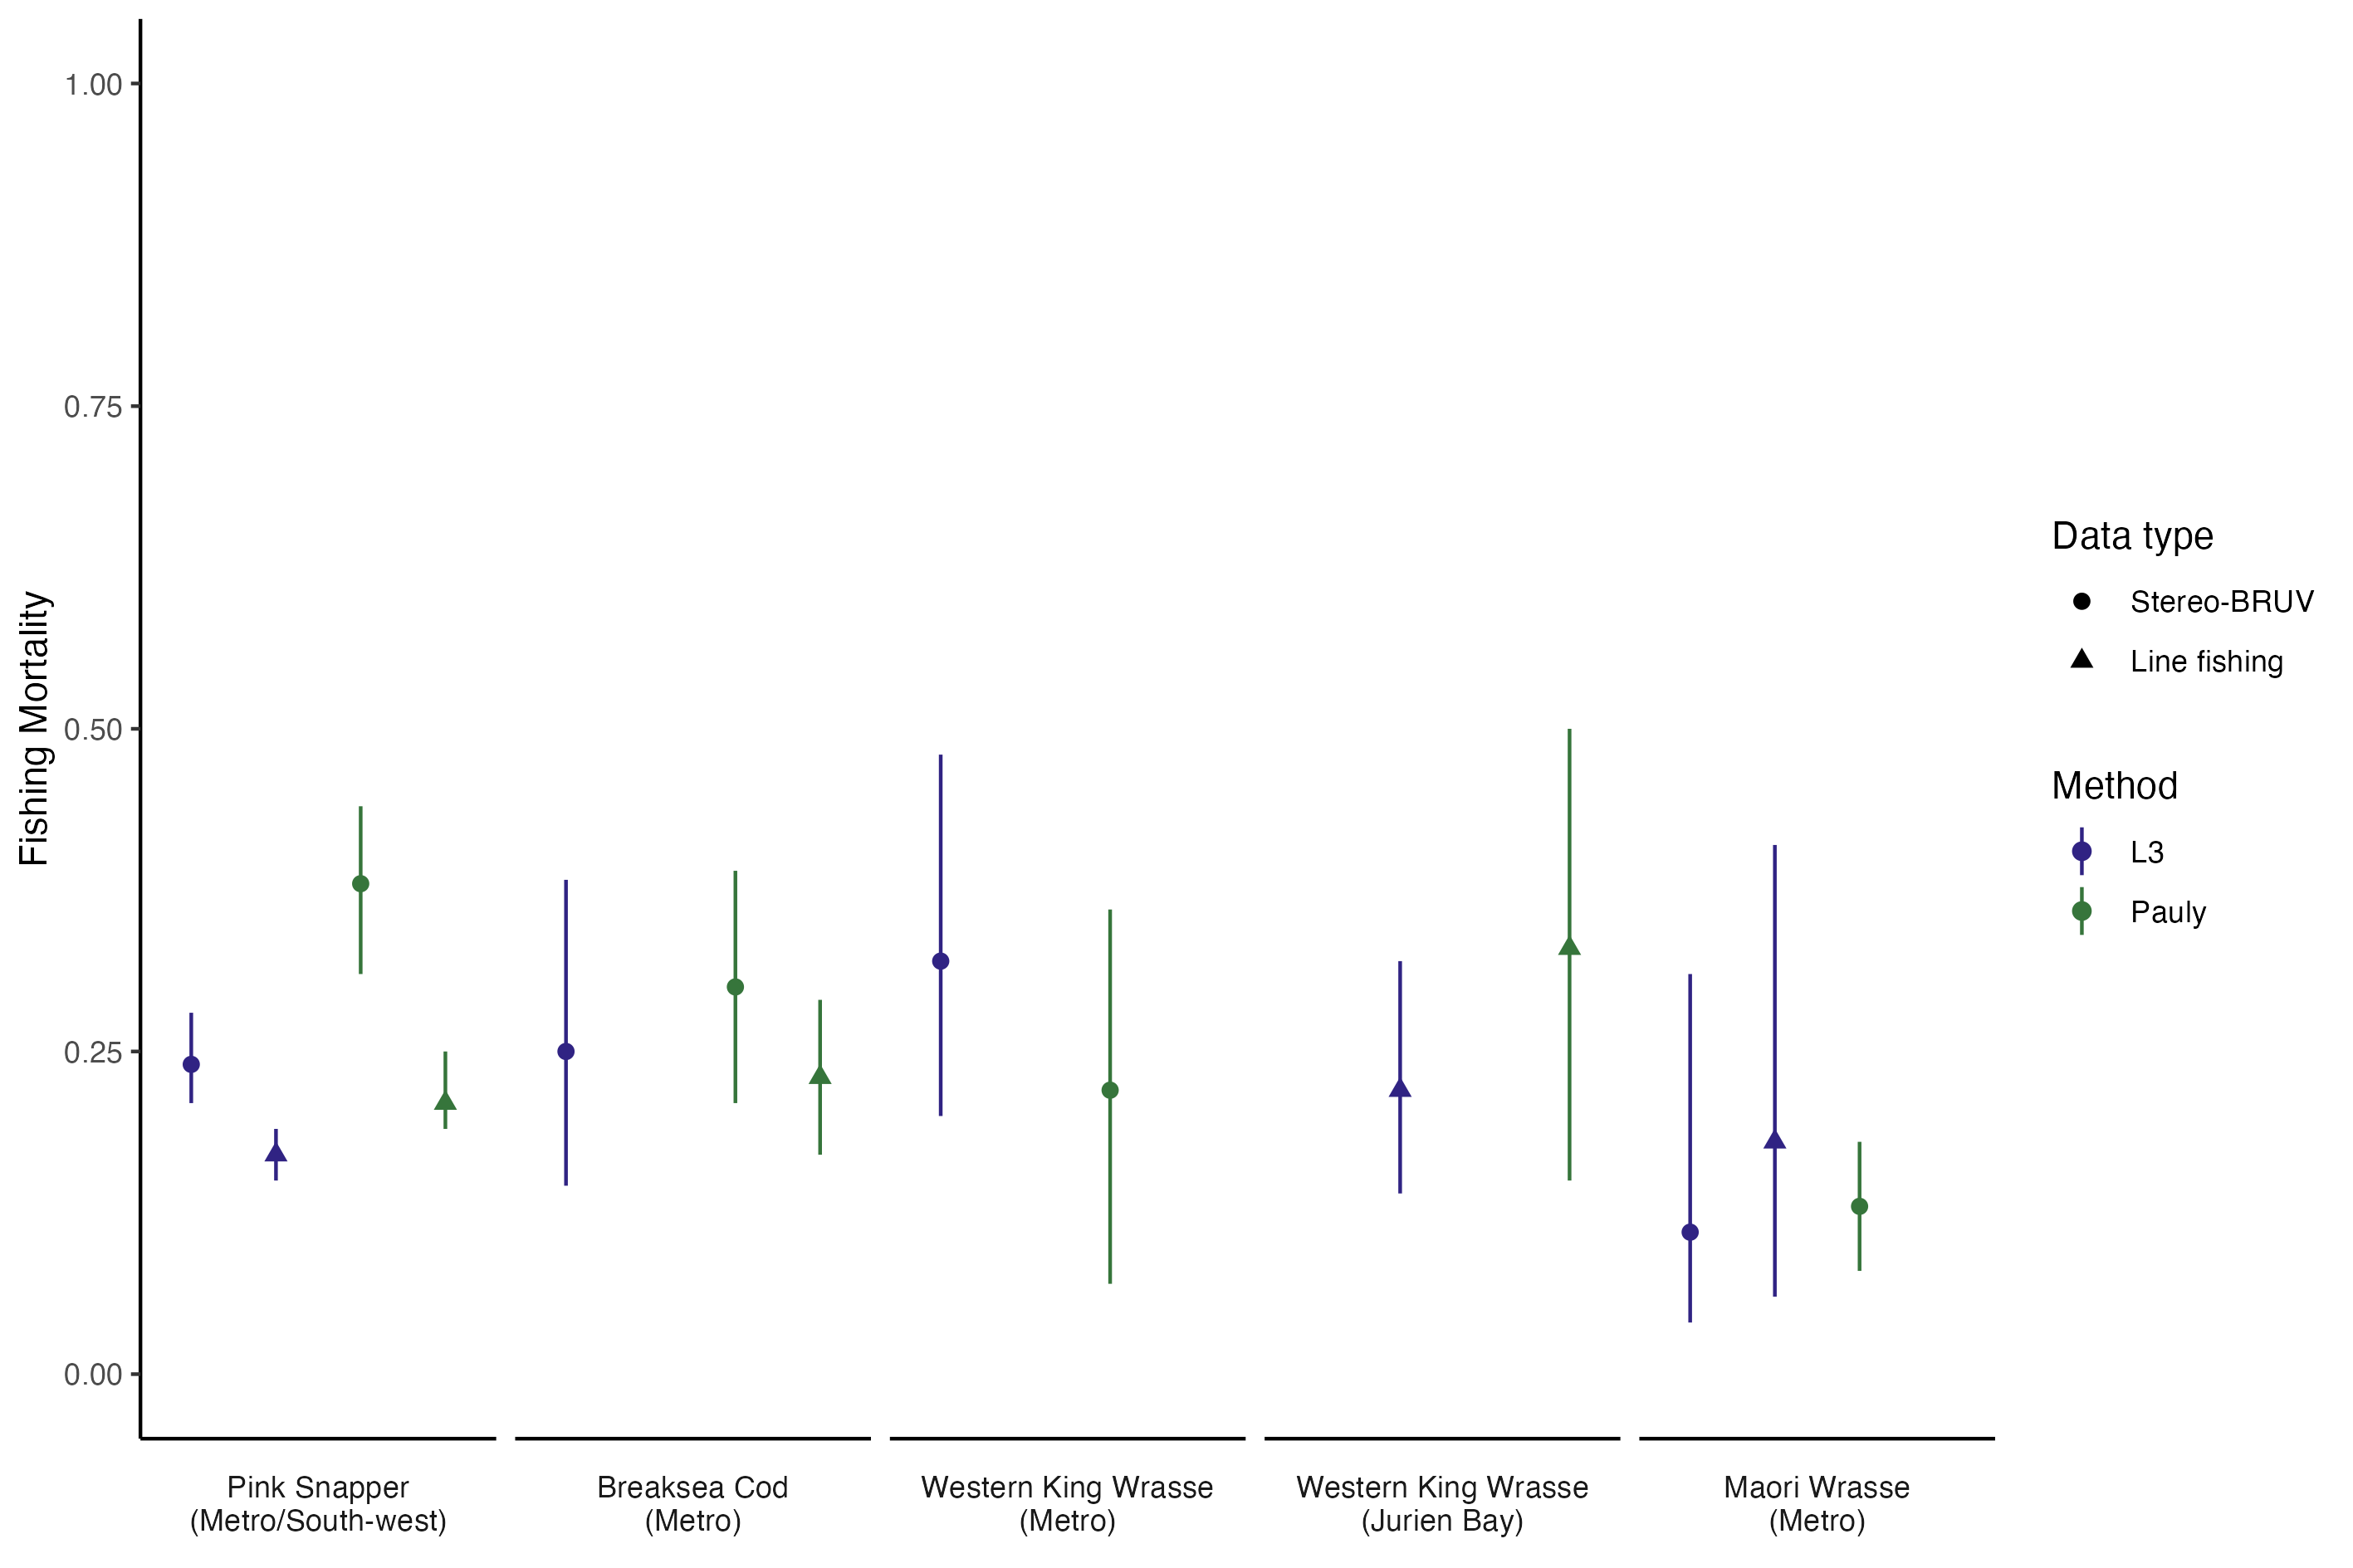 Fishing Mortality
1.00
0.75
0.50
0.25
0.00
Pink Snapper
(Metro/South-west)
Breaksea Cod
(Metro)
Western King Wrasse
(Metro)
Western King Wrasse
(Jurien Bay)
Maori Wrasse
(Metro)
Data type
Stereo-BRUV
Line fishing
Method
L3
Pauly